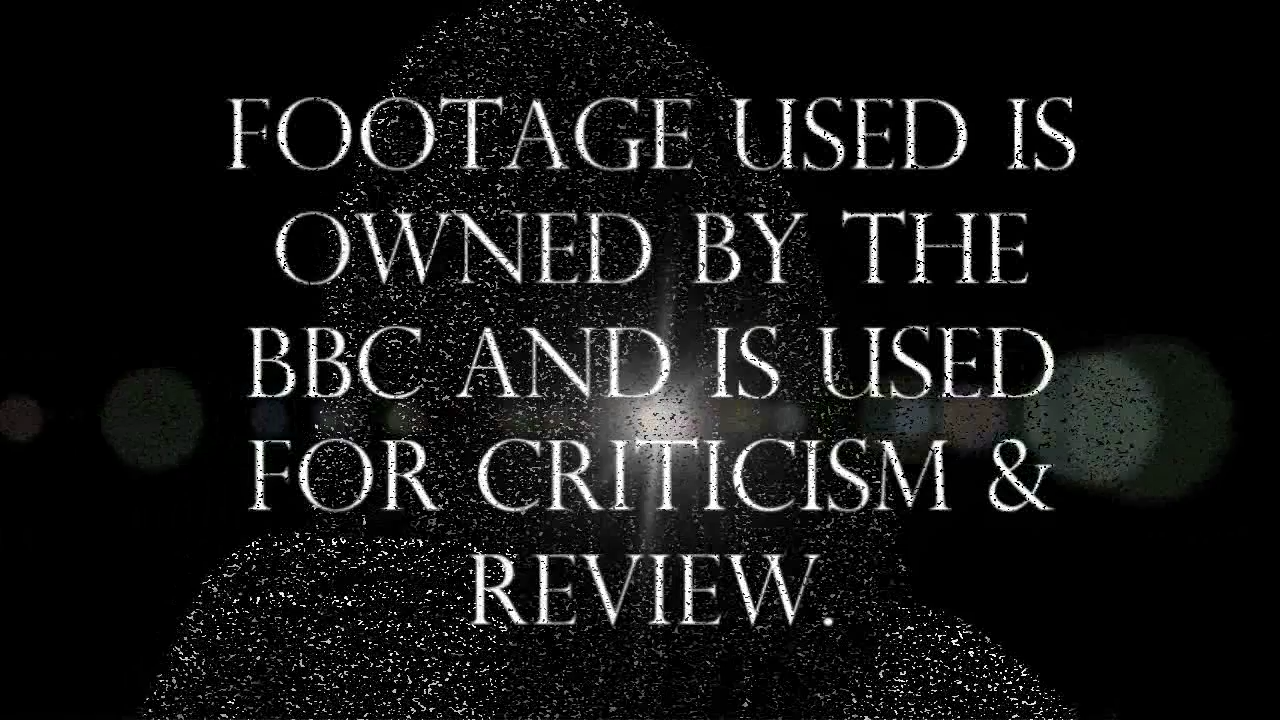 FOOTAGE USED IS
OWNED BY THE
BBC AND IS USED
FOR CRITICISM &
REVIEW.